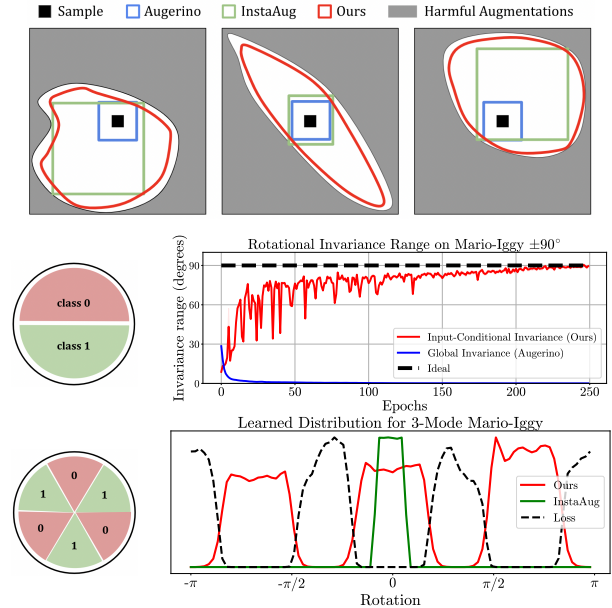 Sample Augerino InstaAug Ours Harmful Augmentations
class 0
class 1
Rotational Invariance Range on Mario-Iggy ±90°
Invariance range (degrees)
90
60
30
0
0 50 100 150 200 250
Epochs
Input-Conditional Invariance (Ours)
Global Invariance (Augerino)
Ideal
0
1 1
0 0
1
Learned Distribution for 3-Mode Mario-Iggy
Ours
InstaAug
Loss
-π -π/2 0 π/2 π
Rotation